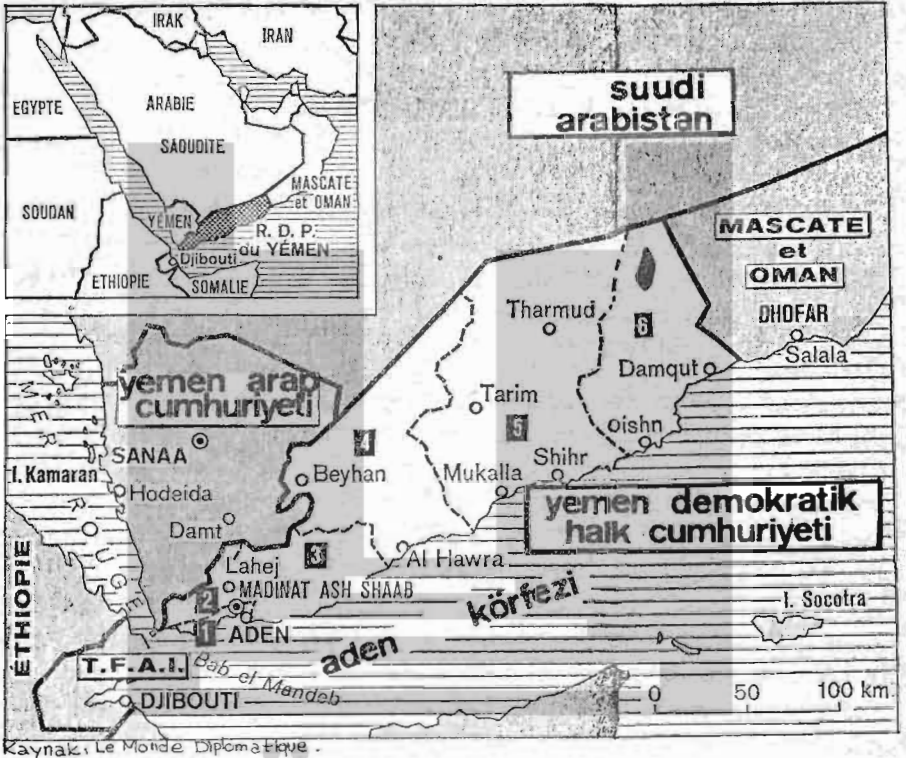 IRAK
IRAN
EGYPTE
ARABIE
SAOUDITE
MASCATE
et OMAN
SOUDAN
YÉMEN
R. D. P.
du YÉMEN
Djibouti
ETHIOPIE
SOMALIE
suudi
arabistan
MASCATE
et
OMAN
DHOFAR
Salala
Tharmud
6
Damqut
yemen arap
cumhuriyeti
MER ROUGE
Tarim
5
oishn
SANAA
4
I. Kamaran
Beyhan
Shihr
Mukalla
Hodeida
yemen demokratik
halk cumhuriyeti
Damt
3
Al Hawra
Lahej
MADINAT ASH SHAAB
2
körfezi
I. Socotra
1
ADEN
aden
ÉTHIOPIE
T.F.A.I.
Bab el Mandeb
DJIBOUTI
0 50 100 km.
Kaynak: Le Monde Diplomatique.